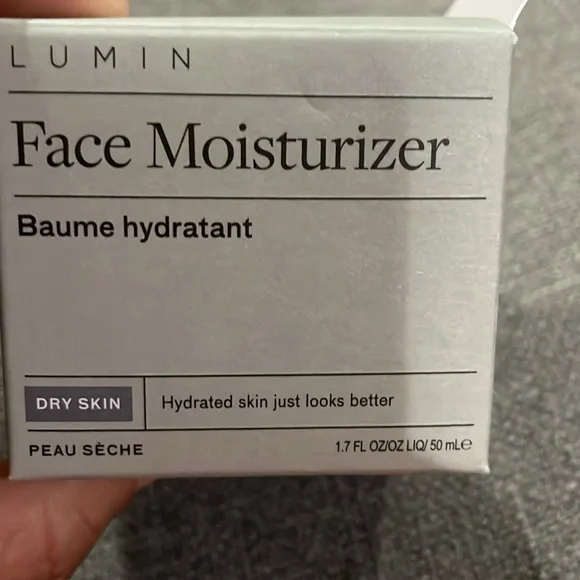 LUMIN
Face Moisturizer
Baume hydratant
DRY SKIN
Hydrated skin just looks better
PEAU SÈCHE
1.7 FL OZ/OZ LIQ/ 50 mL℮